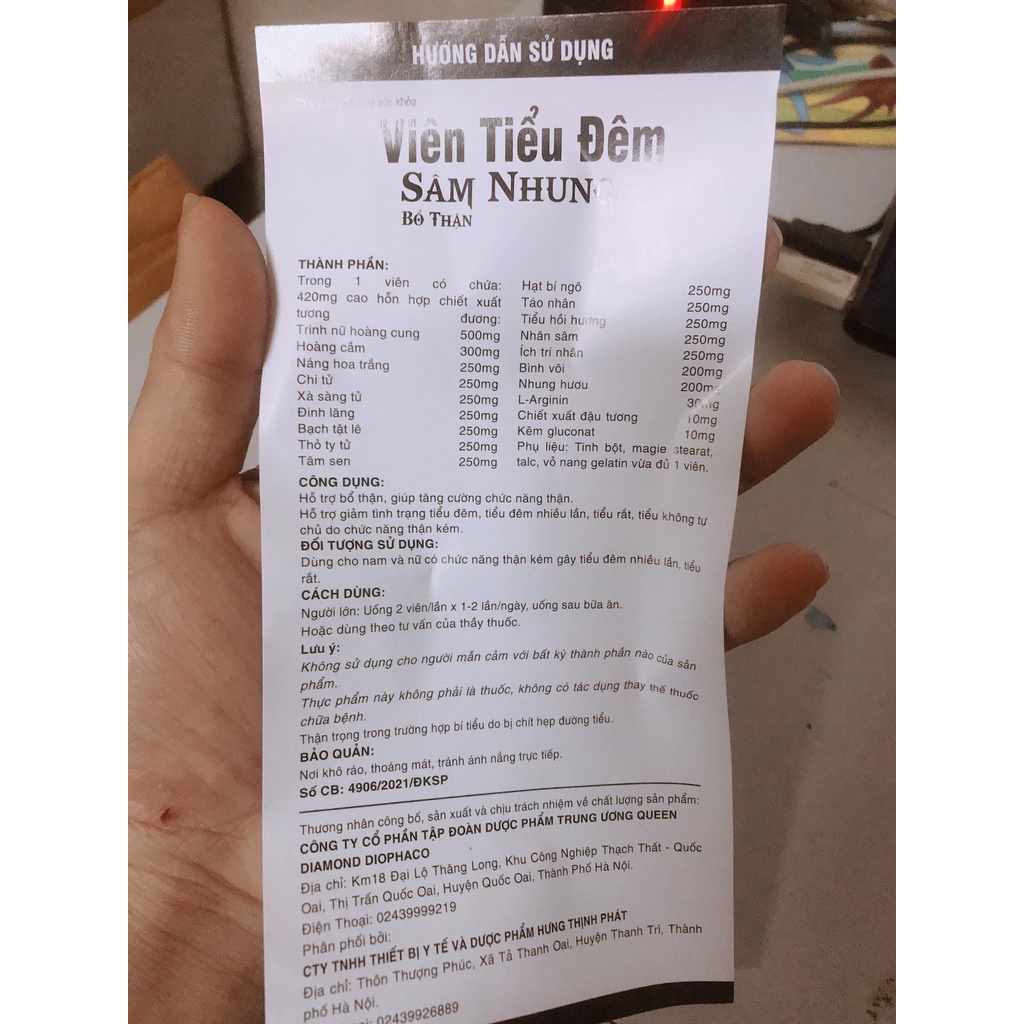 HƯỚNG DẪN SỬ DỤNG
sức khỏe
Viên Tiểu Đêm
SÂM NHUNG
BỔ THẬN
THÀNH PHẦN:
Trong 1 viên có chứa:
420mg cao hỗn hợp chiết xuất
tương đương:
Trinh nữ hoàng cung 500mg
Hoàng cầm 300mg
Náng hoa trắng 250mg
Chi tử 250mg
Xà sàng tử 250mg
Đinh lăng 250mg
Bạch tật lê 250mg
Thỏ ty tử 250mg
Tâm sen 250mg
Hạt bí ngô 250mg
Táo nhân 250mg
Tiểu hồi hương 250mg
Nhân sâm 250mg
Ích trí nhân 250mg
Bình vôi 200mg
Nhung hươu 200mg
L-Arginin 30mg
Chiết xuất đậu tương 10mg
Kẽm gluconat 10mg
Phụ liệu: Tinh bột, magie stearat,
talc, vỏ nang gelatin vừa đủ 1 viên.
CÔNG DỤNG:
Hỗ trợ bổ thận, giúp tăng cường chức năng thận.
Hỗ trợ giảm tình trạng tiểu đêm, tiểu đêm nhiều lần, tiểu rắt, tiểu không tự
chủ do chức năng thận kém.
ĐỐI TƯỢNG SỬ DỤNG:
Dùng cho nam và nữ có chức năng thận kém gây tiểu đêm nhiều lần, tiểu
rắt.
CÁCH DÙNG:
Người lớn: Uống 2 viên/lần x 1-2 lần/ngày, uống sau bữa ăn.
Hoặc dùng theo tư vấn của thầy thuốc.
Lưu ý:
Không sử dụng cho người mẫn cảm với bất kỳ thành phần nào của sản
phẩm.
Thực phẩm này không phải là thuốc, không có tác dụng thay thế thuốc
chữa bệnh.
Thận trọng trong trường hợp bí tiểu do bị chít hẹp đường tiểu.
BẢO QUẢN:
Nơi khô ráo, thoáng mát, tránh ánh nắng trực tiếp.
Số CB: 4906/2021/ĐKSP
Thương nhân công bố, sản xuất và chịu trách nhiệm về chất lượng sản phẩm:
CÔNG TY CỔ PHẦN TẬP ĐOÀN DƯỢC PHẨM TRUNG ƯƠNG QUEEN
DIAMOND DIOPHACO
Địa chỉ: Km18 Đại Lộ Thăng Long, Khu Công Nghiệp Thạch Thất - Quốc
Oai, Thị Trấn Quốc Oai, Huyện Quốc Oai, Thành Phố Hà Nội.
Điện Thoại: 02439999219
Phân phối bởi:
CTY TNHH THIẾT BỊ Y TẾ VÀ DƯỢC PHẨM HƯNG THỊNH PHÁT
Địa chỉ: Thôn Thượng Phúc, Xã Tả Thanh Oai, Huyện Thanh Trì, Thành
phố Hà Nội.
02439926889